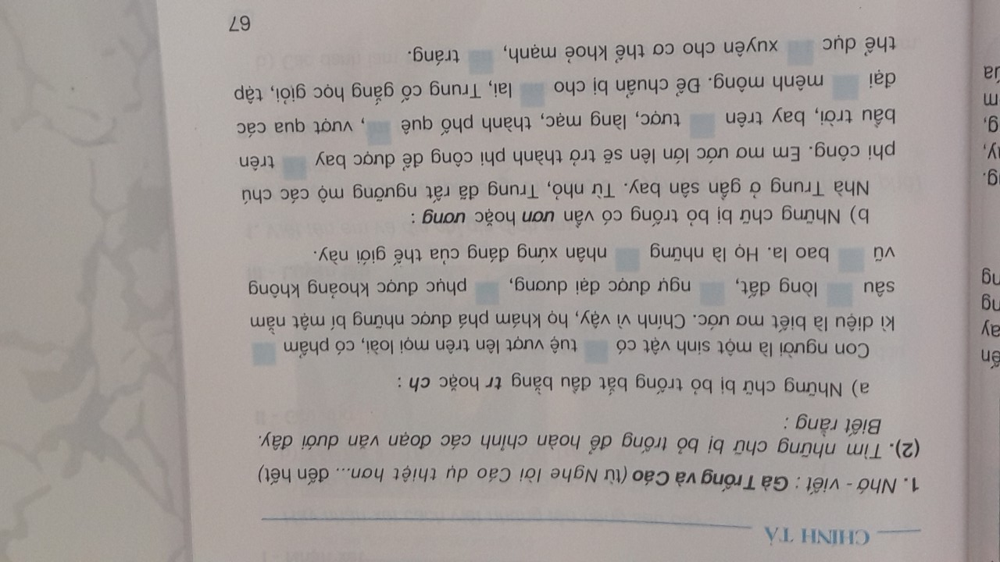 CHÍNH TẢ
1. Nhớ - viết : Gà Trống và Cáo (từ Nghe lời Cáo dụ thiệt hơn... đến hết)
(2). Tìm những chữ bị bỏ trống để hoàn chỉnh các đoạn văn dưới đây.
Biết rằng :
a) Những chữ bị bỏ trống bắt đầu bằng tr hoặc ch :
Con người là một sinh vật có tuệ vượt lên trên mọi loài, có phẩm
kì diệu là biết mơ ước. Chính vì vậy, họ khám phá được những bí mật nằm
sâu lòng đất, ngự được đại dương, phục được khoảng không
vũ bao la. Họ là những nhân xứng đáng của thế giới này.
b) Những chữ bị bỏ trống có vần ươn hoặc ương :
Nhà Trung ở gần sân bay. Từ nhỏ, Trung đã rất ngưỡng mộ các chú
phi công. Em mơ ước lớn lên sẽ trở thành phi công để được bay trên
bầu trời, bay trên tược, làng mạc, thành phố quê , vượt qua các
đại mênh mông. Để chuẩn bị cho lai, Trung cố gắng học giỏi, tập
thể dục xuyên cho cơ thể khoẻ mạnh, tráng.
67